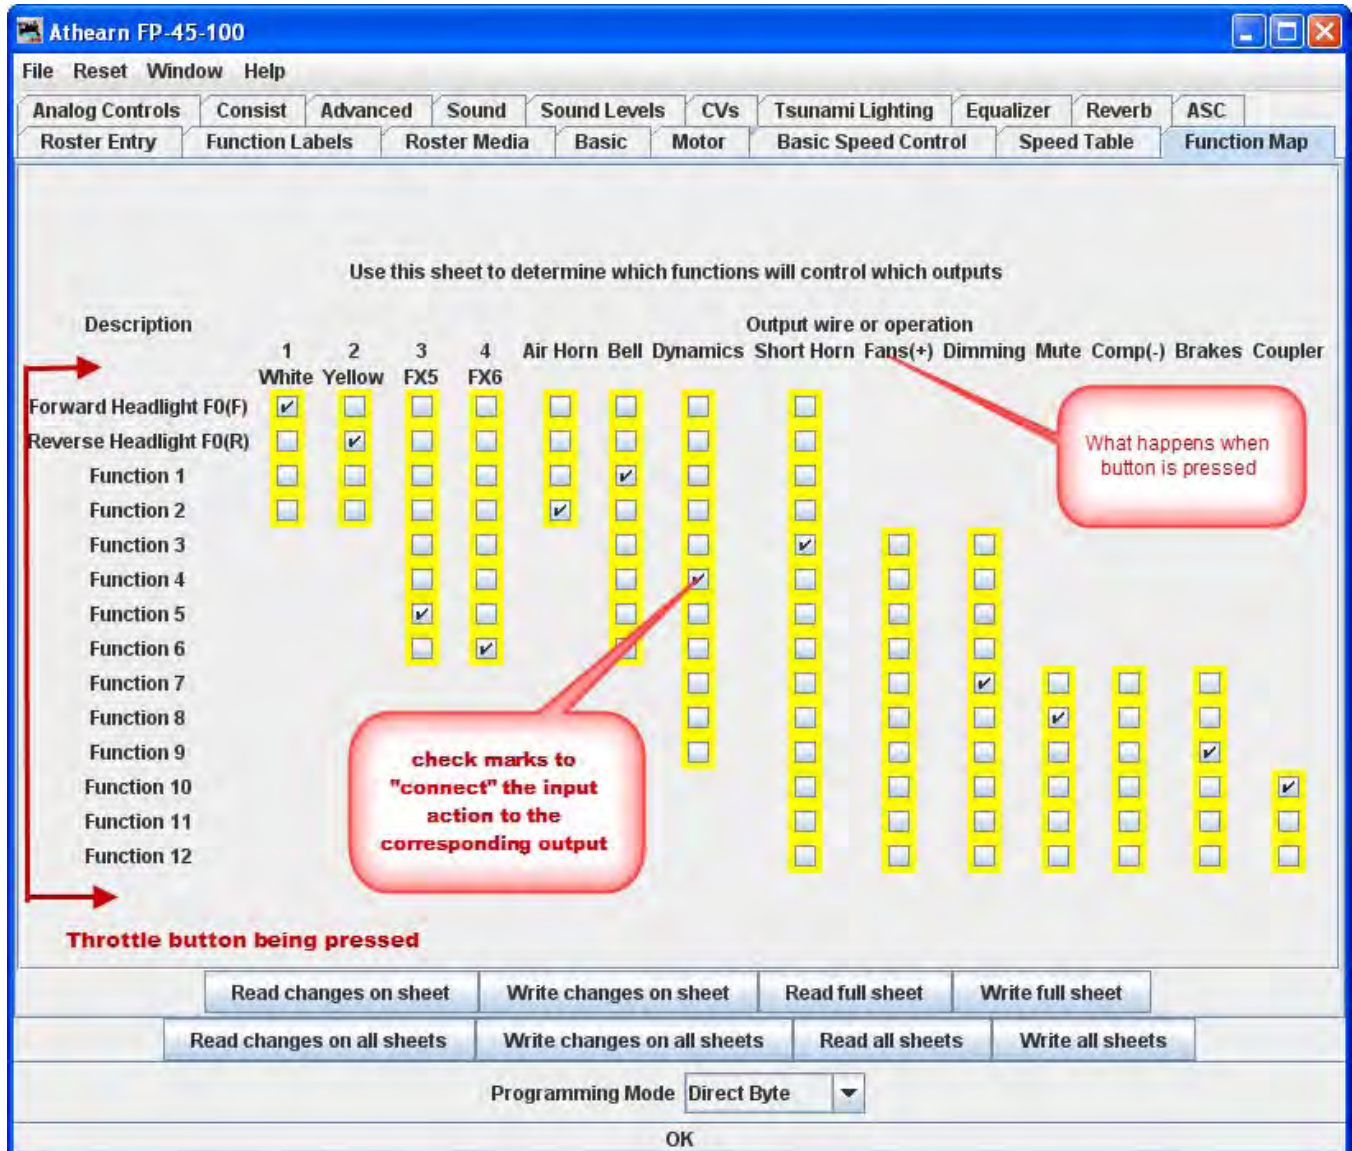 Athearn FP-45-100
File Reset Window Help
Analog Controls Consist Advanced Sound Sound Levels CVs Tsunami Lighting Equalizer Reverb ASC
Roster Entry Function Labels Roster Media Basic Motor Basic Speed Control Speed Table Function Map
Use this sheet to determine which functions will control which outputs
Description Output wire or operation
1 2 3 4 Air Horn Bell Dynamics Short Horn Fans(+) Dimming Mute Comp(-) Brakes Coupler
White Yellow FX5 FX6
Forward Headlight F0(F)
Reverse Headlight F0(R)
Function 1
Function 2
Function 3
Function 4
Function 5
Function 6
Function 7
Function 8
Function 9
Function 10
Function 11
Function 12
What happens when
button is pressed
check marks to
"connect" the input
action to the
corresponding output
Throttle button being pressed
Read changes on sheet Write changes on sheet Read full sheet Write full sheet
Read changes on all sheets Write changes on all sheets Read all sheets Write all sheets
Programming Mode Direct Byte
OK